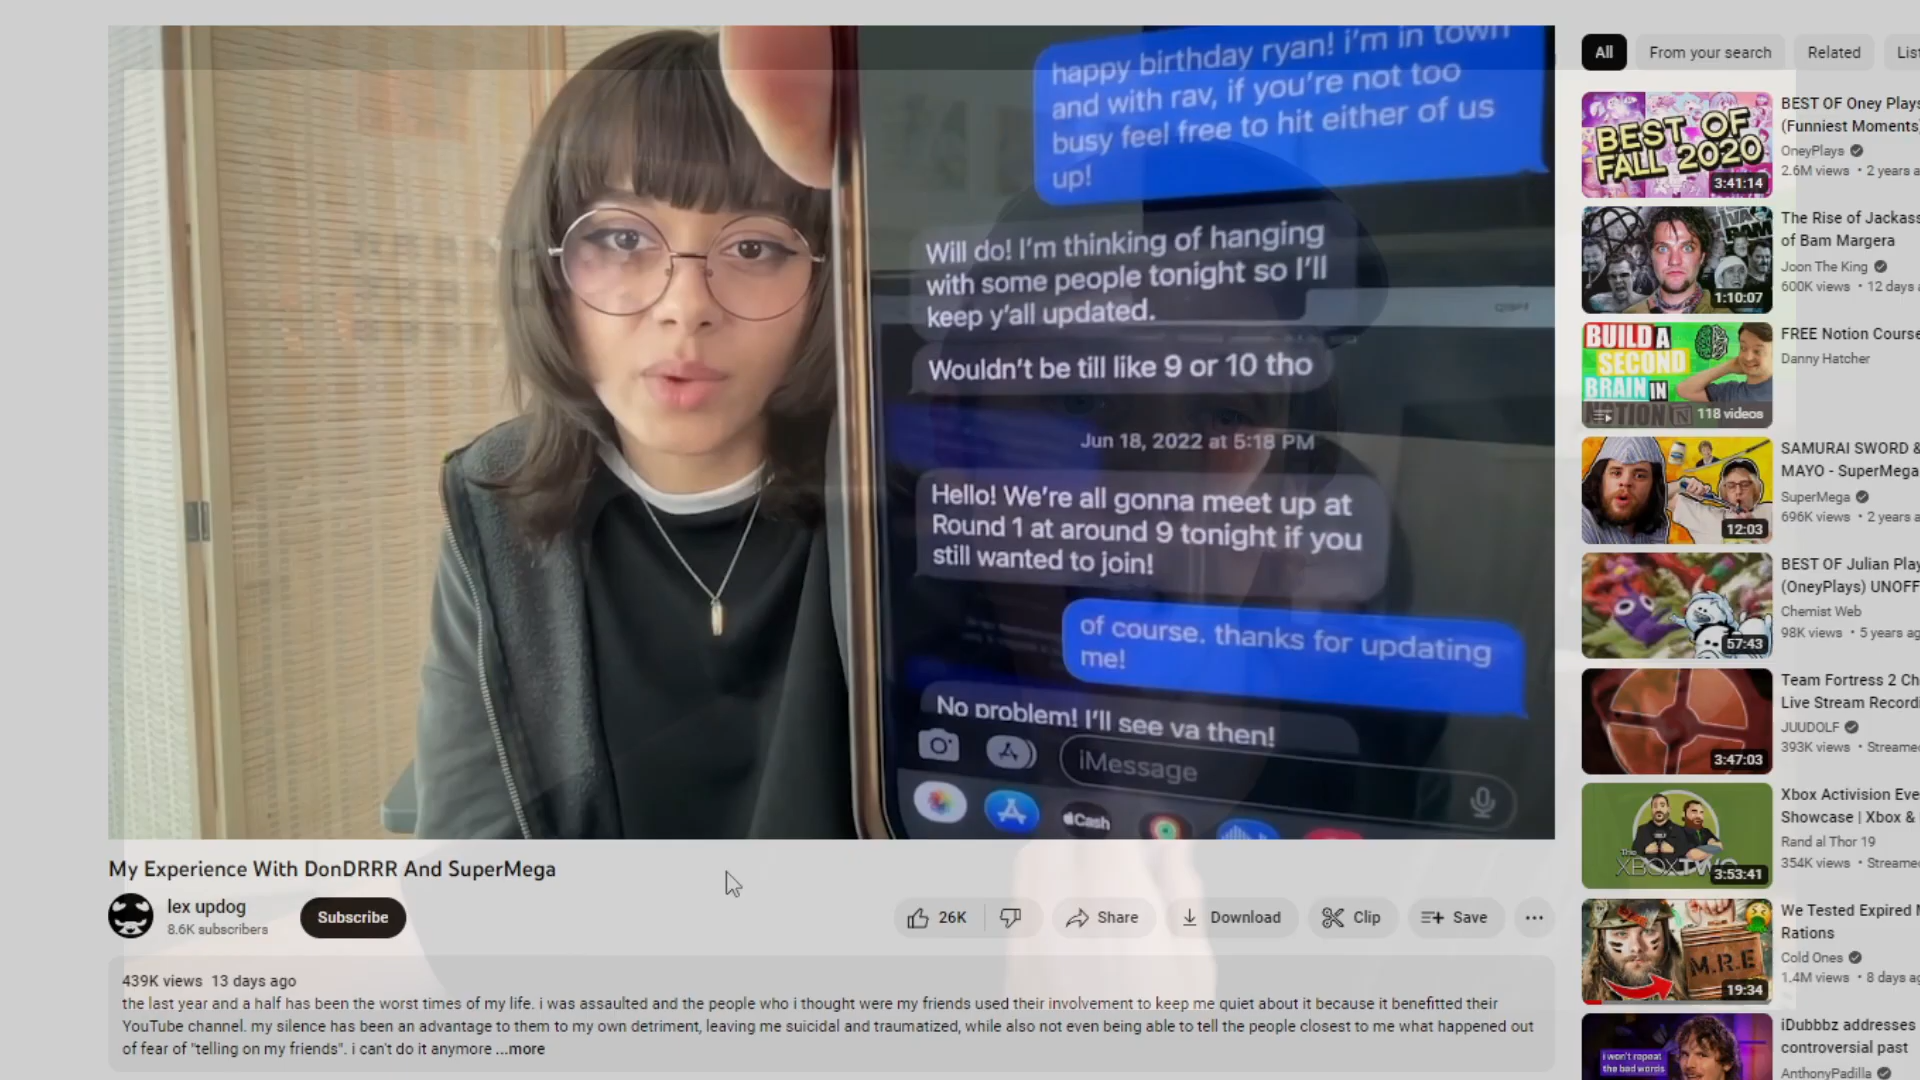 happy birthday ryan! i'm in town
and with rav, if you're not too
busy feel free to hit either of us
up!
Will do! I'm thinking of hanging
with some people tonight so I'll
keep y'all updated.
Wouldn't be till like 9 or 10 tho
Jun 18, 2022 at 5:18 PM
Hello! We're all gonna meet up at
Round 1 at around 9 tonight if you
still wanted to join!
of course. thanks for updating
me!
No problem! I'll see ya then!
iMessage
Cash
My Experience With DonDRRR And SuperMega
lex updog
8.6K subscribers
Subscribe
26K
Share
Download
Clip
Save
439K views 13 days ago
the last year and a half has been the worst times of my life. i was assaulted and the people who i thought were my friends used their involvement to keep me quiet about it because it benefitted their
YouTube channel. my silence has been an advantage to them to my own detriment, leaving me suicidal and traumatized, while also not even being able to tell the people closest to me what happened out
of fear of "telling on my friends". i can't do it anymore ...more
All
From your search
Related
List
BEST OF
FALL 2020
3:41:14
BEST OF Oney Plays
(Funniest Moments
OneyPlays
2.6M views • 2 years a
VIVA
BAM
1:10:07
The Rise of Jackass
of Bam Margera
Joon The King
600K views • 12 days a
BUILD A
SECOND
BRAIN IN
NOTION
118 videos
FREE Notion Course
Danny Hatcher
12:03
SAMURAI SWORD &
MAYO - SuperMega
SuperMega
696K views • 2 years a
57:43
BEST OF Julian Play
(OneyPlays) UNOFF
Chemist Web
98K views • 5 years ag
3:47:03
Team Fortress 2 Ch
Live Stream Recordi
JUUDOLF
393K views • Streamed
The
XBOX TWO
3:53:41
Xbox Activision Eve
Showcase | Xbox &
Rand al Thor 19
354K views • Streamed
M.R.E
19:34
We Tested Expired M
Rations
Cold Ones
1.4M views • 8 days ag
i won't repeat
the bad words
iDubbbz addresses
controversial past
AnthonyPadilla